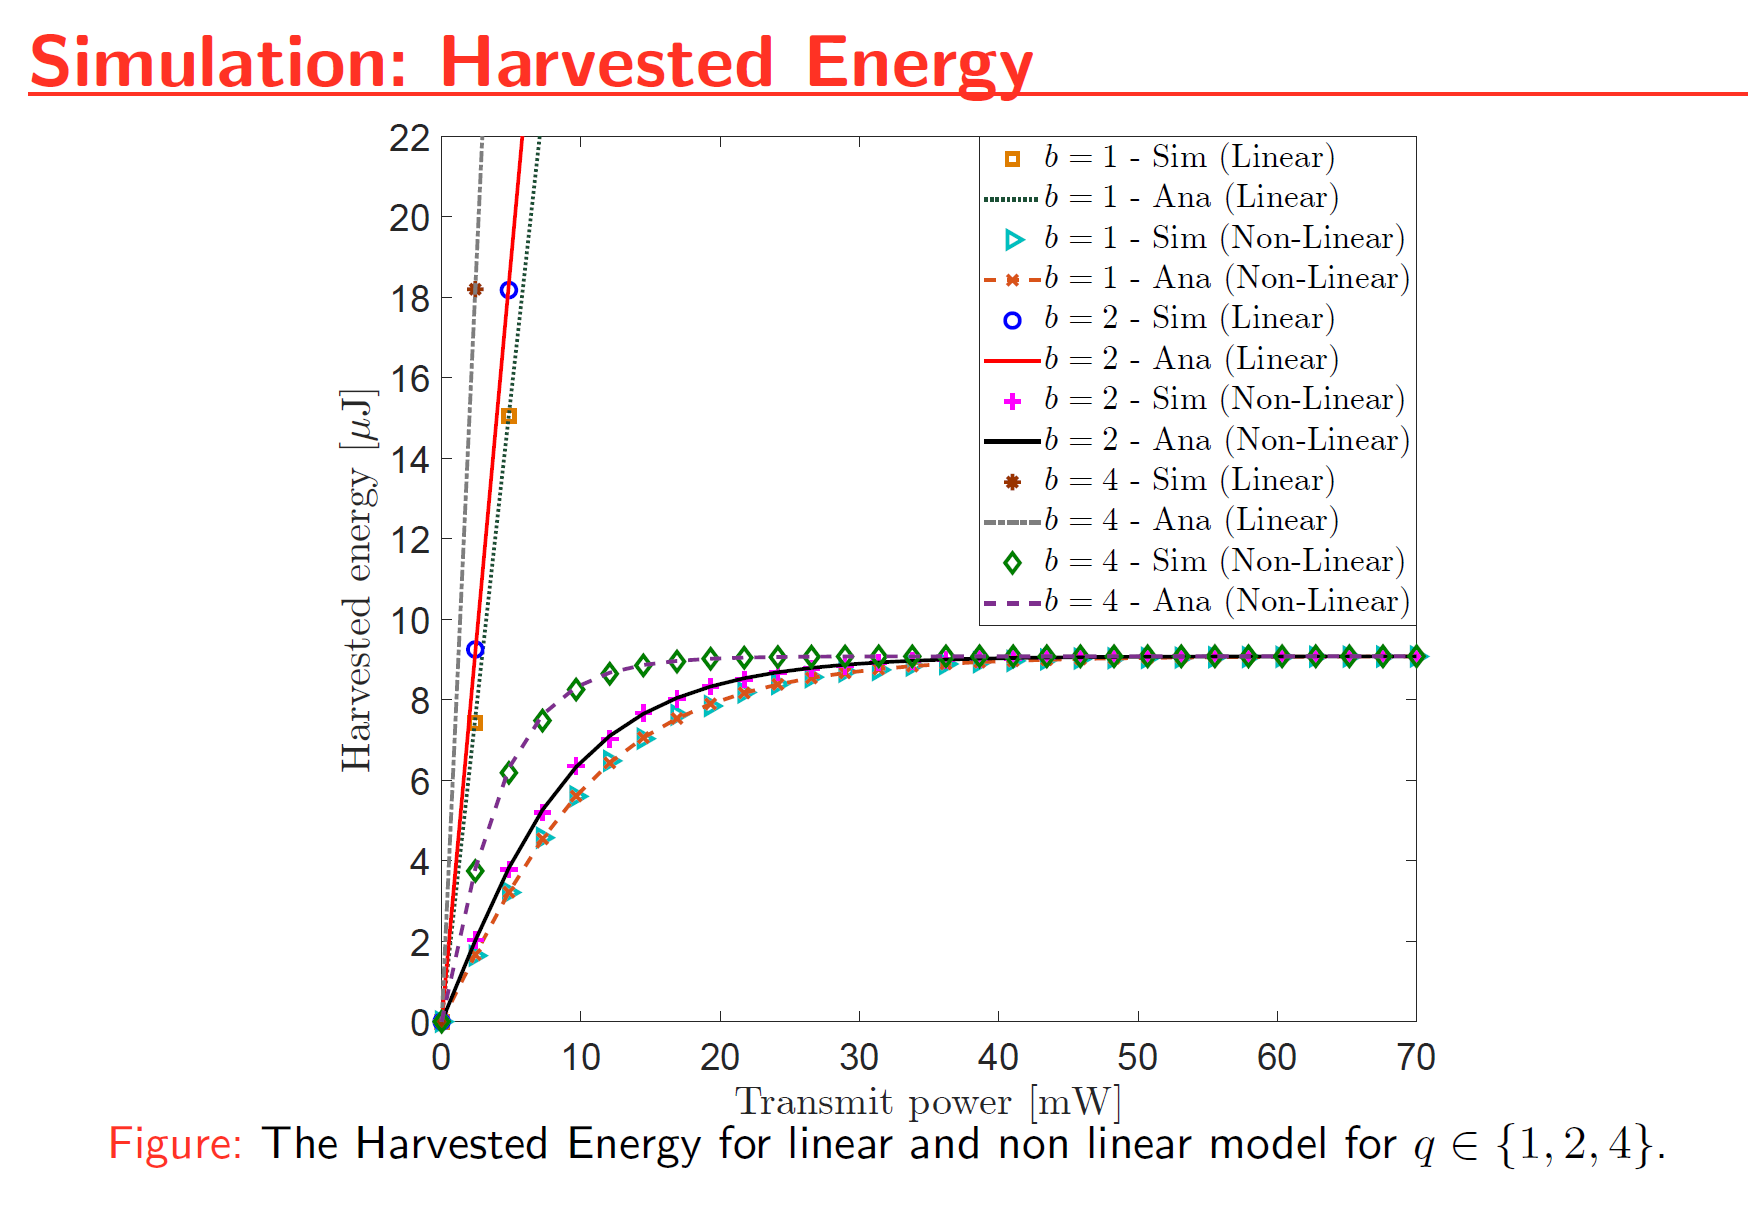 Simulation: Harvested Energy
22
20
18
16
14
12
10
8
6
4
2
0
Harvested energy [μJ]
b = 1 - Sim (Linear)
b = 1 - Ana (Linear)
b = 1 - Sim (Non-Linear)
b = 1 - Ana (Non-Linear)
b = 2 - Sim (Linear)
b = 2 - Ana (Linear)
b = 2 - Sim (Non-Linear)
b = 2 - Ana (Non-Linear)
b = 4 - Sim (Linear)
b = 4 - Ana (Linear)
b = 4 - Sim (Non-Linear)
b = 4 - Ana (Non-Linear)
0 10 20 30 40 50 60 70
Transmit power [mW]
Figure: The Harvested Energy for linear and non linear model for q ∈ {1, 2, 4}.